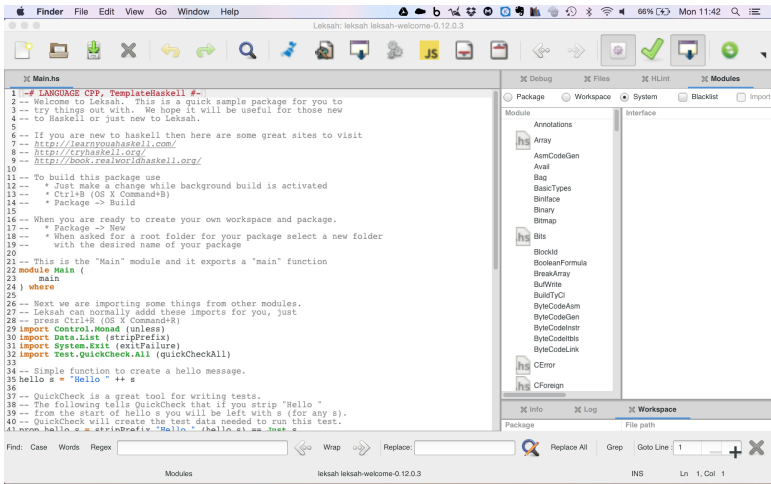 Finder File Edit View Go Window Help
66% Mon 11:42
Leksah: leksah leksah-welcome-0.12.0.3
JS
Main.hs
1 {-# LANGUAGE CPP, TemplateHaskell #-}
2 -- Welcome to Leksah. This is a quick sample package for you to
3 -- try things out with. We hope it will be useful for those new
4 -- to Haskell or just new to Leksah.
5
6 -- If you are new to haskell then here are some great sites to visit
7 -- http://learnyouahaskell.com/
8 -- http://tryhaskell.org/
9 -- http://book.realworldhaskell.org/
10
11 -- To build this package use
12 -- * Just make a change while background build is activated
13 -- * Ctrl+B (OS X Command+B)
14 -- * Package -> Build
15
16 -- When you are ready to create your own workspace and package.
17 -- * Package -> New
18 -- * When asked for a root folder for your package select a new folder
19 -- with the desired name of your package
20
21 -- This is the "Main" module and it exports a "main" function
22 module Main (
23 main
24 ) where
25
26 -- Next we are importing some things from other modules.
27 -- Leksah can normally addd these imports for you, just
28 -- press Ctrl+R (OS X Command+R)
29 import Control.Monad (unless)
30 import Data.List (stripPrefix)
31 import System.Exit (exitFailure)
32 import Test.QuickCheck.All (quickCheckAll)
33
34 -- Simple function to create a hello message.
35 hello s = "Hello " ++ s
36
37 -- QuickCheck is a great tool for writing tests.
38 -- The following tells QuickCheck that if you strip "Hello "
39 -- from the start of hello s you will be left with s (for any s).
40 -- QuickCheck will create the test data needed to run this test.
41 prop_hello s = stripPrefix "Hello " (hello s) == Just s
Debug Files HLint Modules
Package Workspace System Blacklist Import
Module Interface
Annotations
hs Array
AsmCodeGen
Avail
Bag
BasicTypes
BinIface
Binary
Bitmap
hs Bits
BlockId
BooleanFormula
BreakArray
BufWrite
BuildTyCl
ByteCodeAsm
ByteCodeGen
ByteCodeInstr
ByteCodeItbls
ByteCodeLink
hs CError
hs CForeign
Info Log Workspace
Package File path
Find: Case Words Regex Wrap Replace: Replace All Grep Goto Line : 1
Modules leksah leksah-welcome-0.12.0.3 INS Ln 1, Col 1